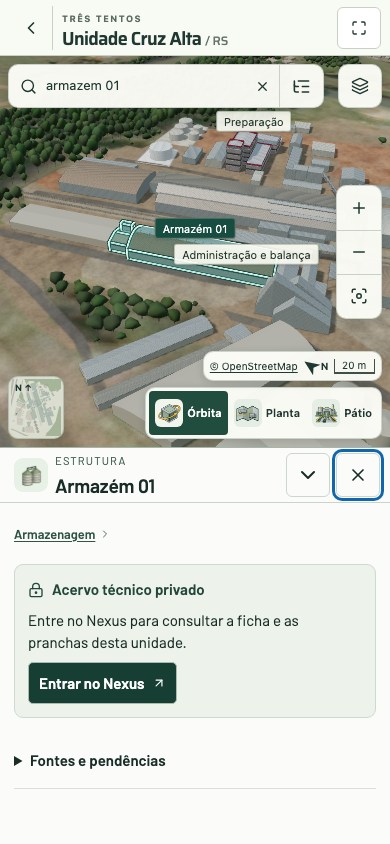 TRÊS TENTOS
Unidade Cruz Alta / RS
armazem 01
Preparação
Armazém 01
Administração e balança
© OpenStreetMap
N
20 m
N ↑
Órbita
Planta
Pátio
ESTRUTURA
Armazém 01
Armazenagem
Acervo técnico privado
Entre no Nexus para consultar a ficha e as
pranchas desta unidade.
Entrar no Nexus
Fontes e pendências